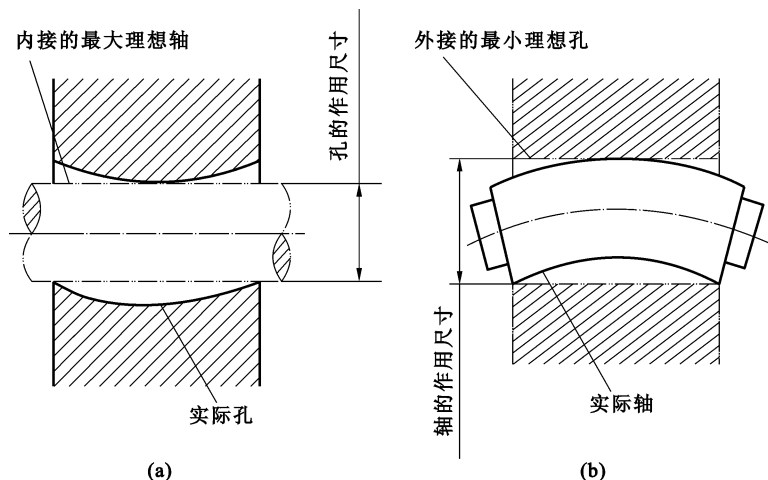 内接的最大理想轴
孔的作用尺寸
实际孔
(a)
外接的最小理想孔
轴的作用尺寸
实际轴
(b)